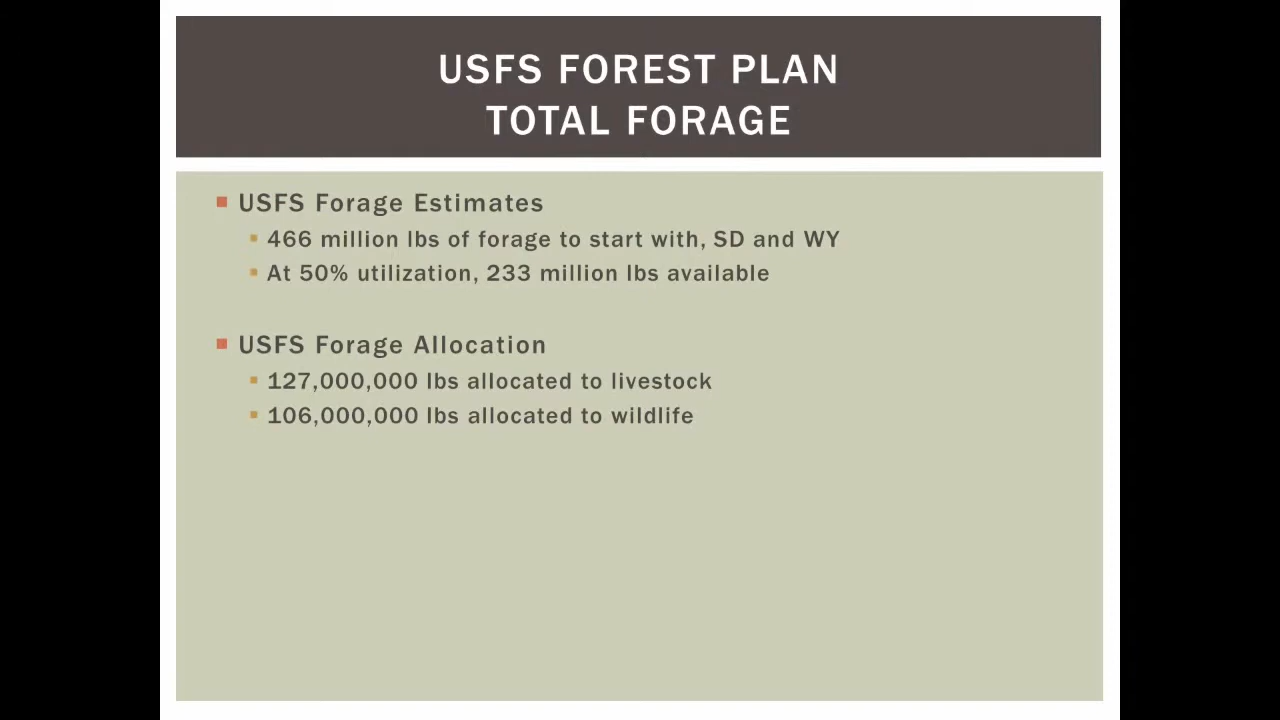 USFS FOREST PLAN
TOTAL FORAGE
USFS Forage Estimates
466 million lbs of forage to start with, SD and WY
At 50% utilization, 233 million lbs available
USFS Forage Allocation
127,000,000 lbs allocated to livestock
106,000,000 lbs allocated to wildlife